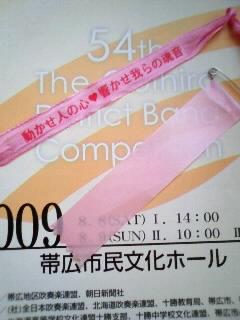 54th
The
District Band
動かせ人の心♥響かせ我らの魂音
009
8.8(SAT) I. 14:00
8.9(SUN) II. 10:00
帯広市民文化ホール
帯広地区吹奏楽連盟、朝日新聞社
(社)全日本吹奏楽連盟、北海道吹奏楽連盟、十勝教育局、帯広市、